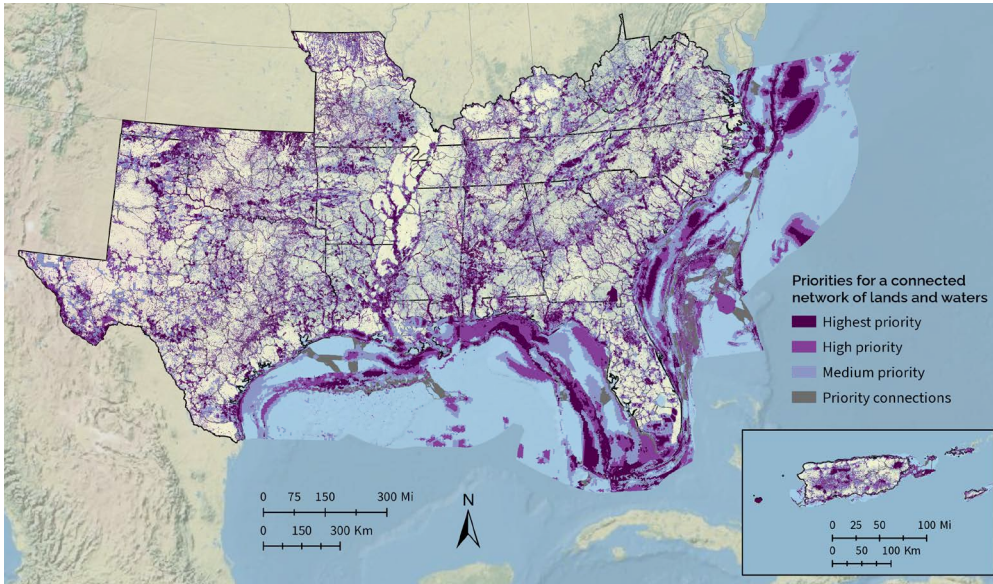 Priorities for a connected
network of lands and waters
Highest priority
High priority
Medium priority
Priority connections
0 75 150 300 Mi
0 150 300 Km
N
0 25 50 100 Mi
0 50 100 Km